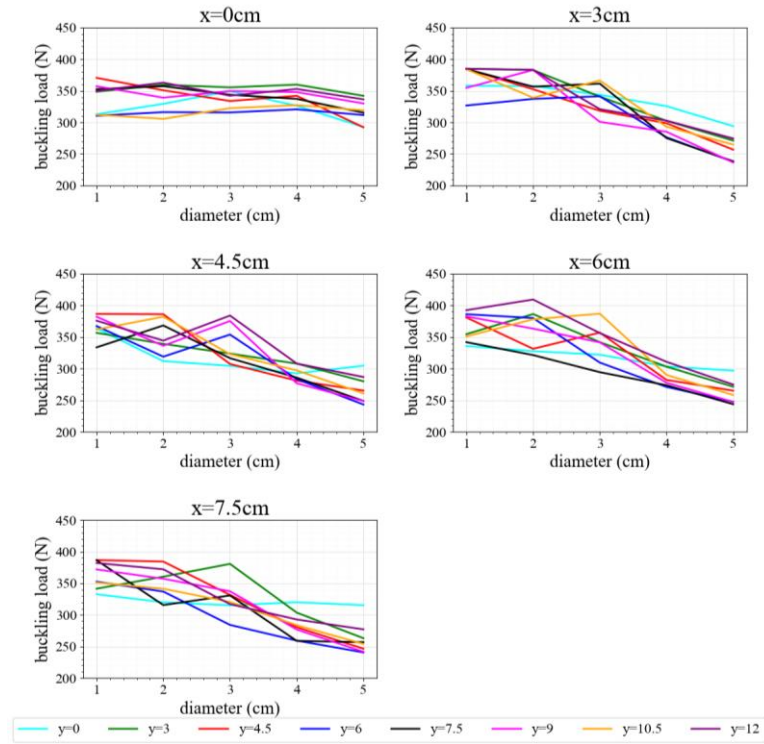 x=0cm
buckling load (N)
450
400
350
300
250
200
1 2 3 4 5
diameter (cm)
x=3cm
buckling load (N)
450
400
350
300
250
200
1 2 3 4 5
diameter (cm)
x=4.5cm
buckling load (N)
450
400
350
300
250
200
1 2 3 4 5
diameter (cm)
x=6cm
buckling load (N)
450
400
350
300
250
200
1 2 3 4 5
diameter (cm)
x=7.5cm
buckling load (N)
450
400
350
300
250
200
1 2 3 4 5
diameter (cm)
y=0 y=3 y=4.5 y=6 y=7.5 y=9 y=10.5 y=12